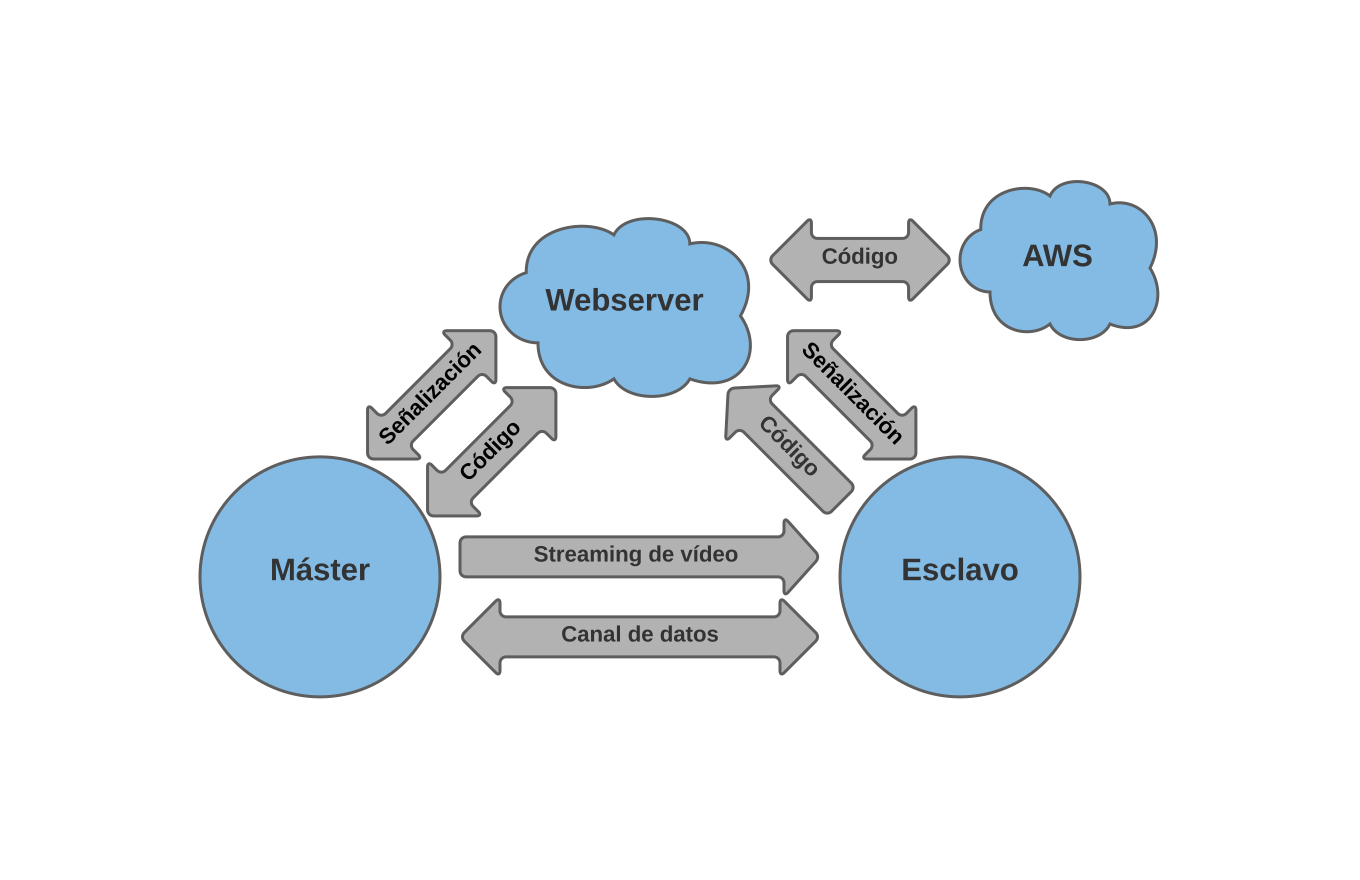 AWS
Código
Webserver
Señalización
Señalización
Código
Código
Streaming de vídeo
Máster
Esclavo
Canal de datos